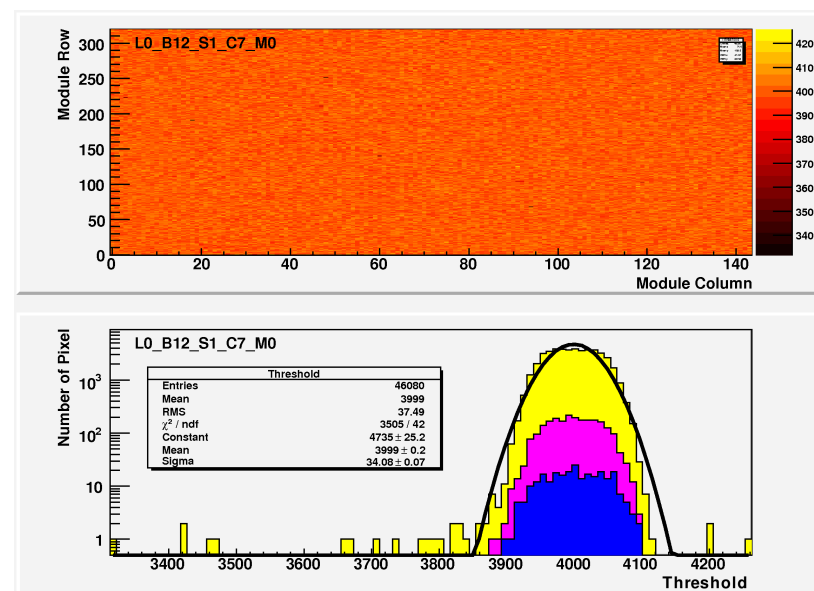 L0_B12_S1_C7_M0
Module Row
300
250
200
150
100
50
0
0 20 40 60 80 100 120 140
Module Column
420
410
400
390
380
370
360
350
340
L0_B12_S1_C7_M0
Number of Pixel
10³
10²
10
1
Threshold
Entries 46080
Mean 3999
RMS 37.49
χ² / ndf 3505 / 42
Constant 4735 ± 25.2
Mean 3999 ± 0.2
Sigma 34.08 ± 0.07
3400 3500 3600 3700 3800 3900 4000 4100 4200
Threshold